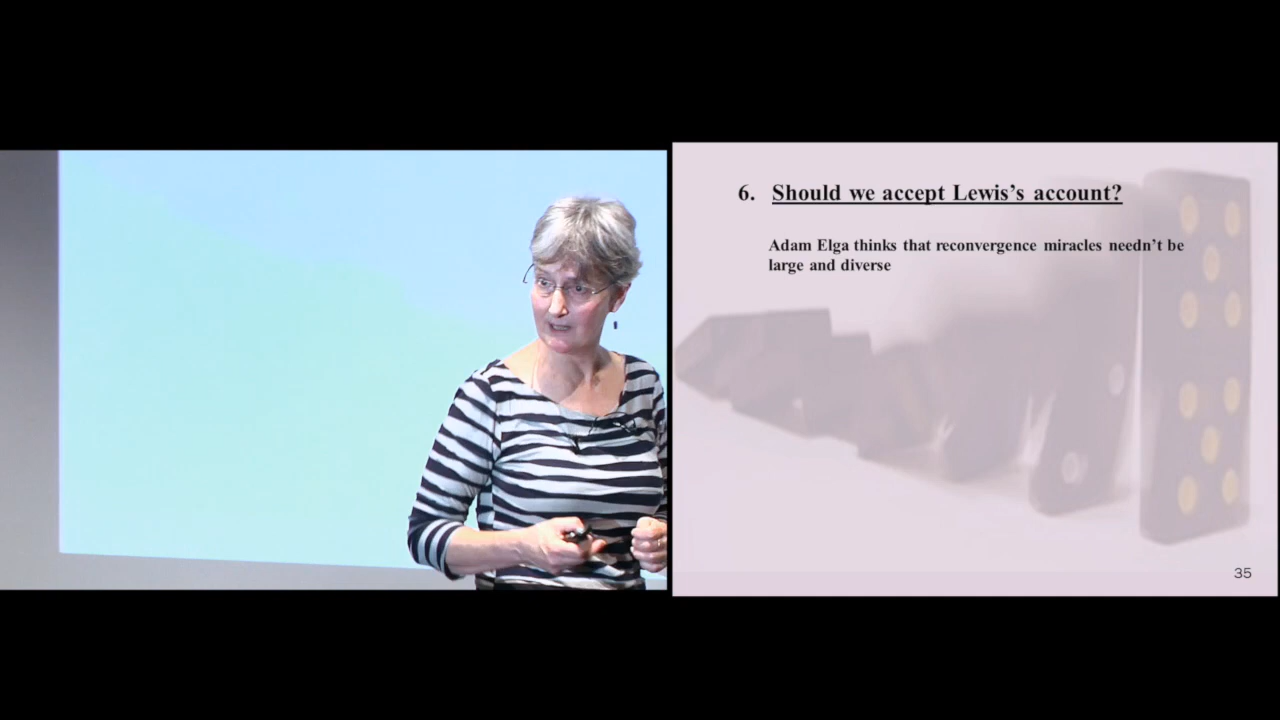 6. Should we accept Lewis's account?
Adam Elga thinks that reconvergence miracles needn't be
large and diverse
35